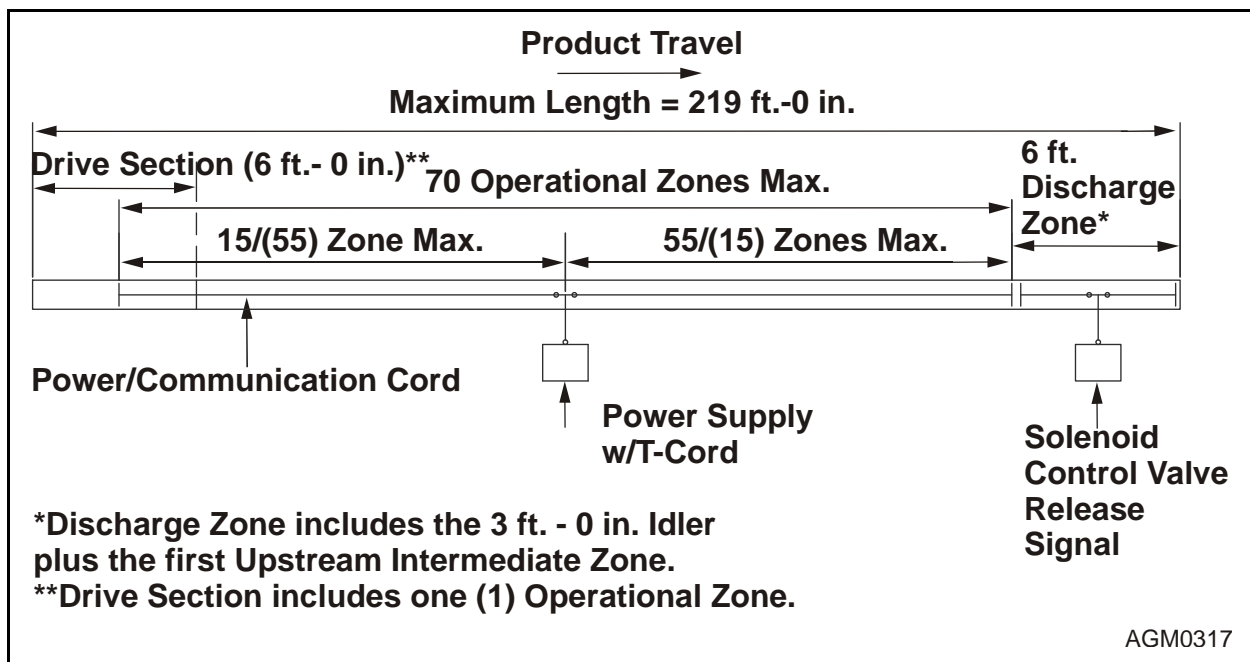 Product Travel
Maximum Length = 219 ft.-0 in.
Drive Section (6 ft.- 0 in.)**
70 Operational Zones Max.
6 ft.
Discharge
Zone*
15/(55) Zone Max.
55/(15) Zones Max.
Power/Communication Cord
Power Supply
w/T-Cord
Solenoid
Control Valve
Release
Signal
*Discharge Zone includes the 3 ft. - 0 in. Idler
plus the first Upstream Intermediate Zone.
**Drive Section includes one (1) Operational Zone.
AGM0317